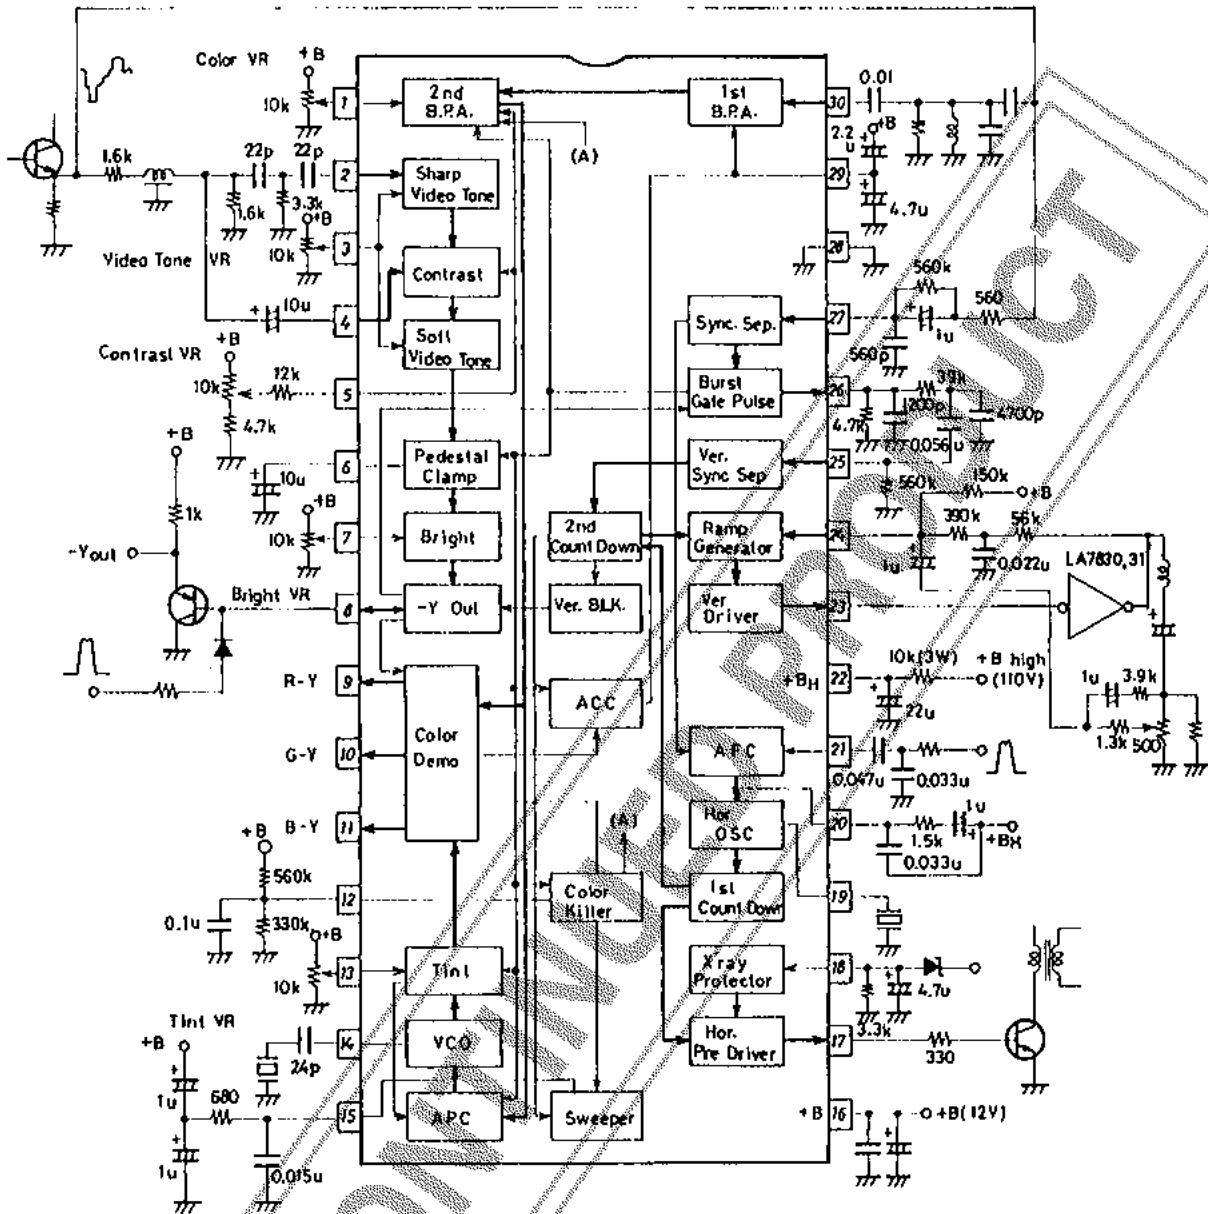 Color VR
+B
10k
1
2nd
B.P.A.
1st
B.P.A.
30
0.01
+B
2.2
u
(A)
29
4.7u
1.6k
22p
22p
2
Sharp
Video Tone
1.6k
3.3k
+B
10k
3
28
Video Tone VR
Contrast
560k
560
10u
4
Sync. Sep.
27
1u
560p
Soft
Video Tone
Contrast VR
+B
10k
12k
5
4.7k
Burst
Gate Pulse
26
39k
4.7k
1200p
4700p
0.056u
+B
6
10u
Pedestal
Clamp
Ver.
Sync Sep
25
560k
150k
+B
1k
+B
10k
7
Bright
2nd
Count Down
Ramp
Generator
24
390k
56k
1u
0.022u
LA7830,31
-Yout
Bright VR
8
-Y Out
Ver. BLK.
Ver
Driver
23
R-Y
9
ACC
+BH
22
10k(3W)
+B high
(110V)
22u
1u
3.9k
1.3k
500
G-Y
10
Color
Demo
AFC
21
0.047u
0.033u
B-Y
11
(A)
Hor.
OSC
20
1u
1.5k
+BH
0.033u
+B
560k
12
0.1u
330k
Color
Killer
1st
Count Down
19
+B
10k
13
Tint
X ray
Protector
18
4.7u
3.3k
Tint VR
+B
24p
14
VCO
Hor.
Pre Driver
17
330
1u
680
15
APC
Sweeper
+B
16
+B(12V)
1u
0.015u
ONTINUED PRODUCT